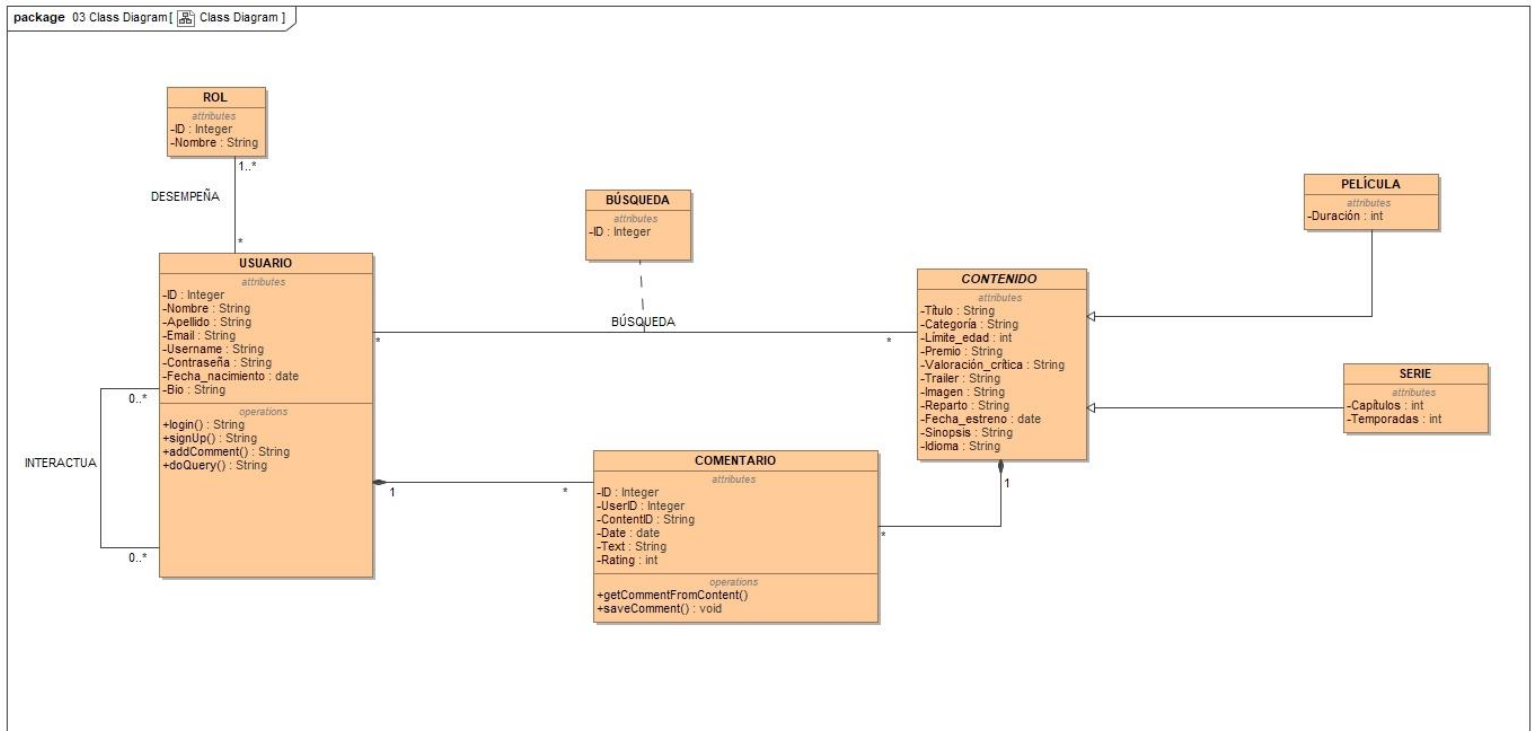 package 03 Class Diagram [ Class Diagram ]
ROL
attributes
-ID : Integer
-Nombre : String
1..*
DESEMPEÑA
*
USUARIO
attributes
-ID : Integer
-Nombre : String
-Apellido : String
-Email : String
-Username : String
-Contraseña : String
-Fecha_nacimiento : date
-Bio : String
operations
+login() : String
+signUp() : String
+addComment() : String
+doQuery() : String
0..*
INTERACTUA
0..*
BÚSQUEDA
attributes
-ID : Integer
BÚSQUEDA
*
*
CONTENIDO
attributes
-Título : String
-Categoría : String
-Límite_edad : int
-Premio : String
-Valoración_crítica : String
-Trailer : String
-Imagen : String
-Reparto : String
-Fecha_estreno : date
-Sinopsis : String
-Idioma : String
PELÍCULA
attributes
-Duración : int
SERIE
attributes
-Capítulos : int
-Temporadas : int
1
*
COMENTARIO
attributes
-ID : Integer
-UserID : Integer
-ContentID : String
-Date : date
-Text : String
-Rating : int
operations
+getCommentFromContent()
+saveComment() : void
1
*